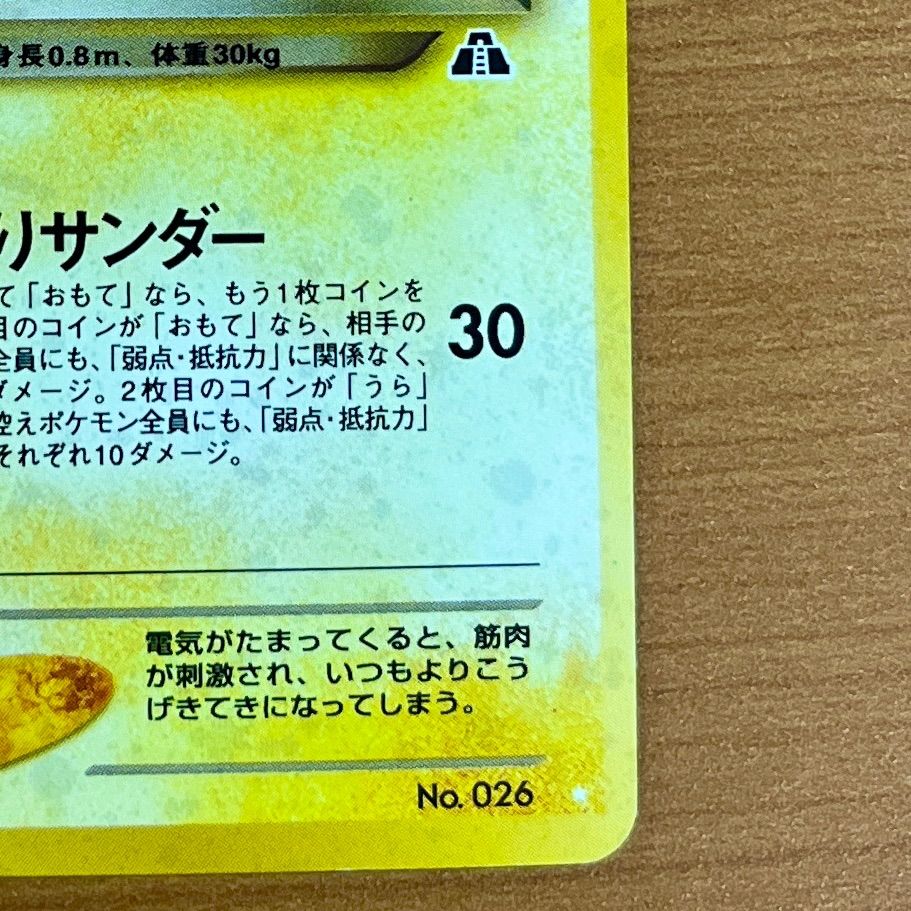 身長0.8m、体重30kg
りサンダー
て「おもて」なら、もう1枚コインを
目のコインが「おもて」なら、相手の
30
全員にも、「弱点・抵抗力」に関係なく、
ダメージ。2枚目のコインが「うら」
控えポケモン全員にも、「弱点・抵抗力」
それぞれ10ダメージ。
電気がたまってくると、筋肉
が刺激され、いつもよりこう
げきてきになってしまう。
No. 026